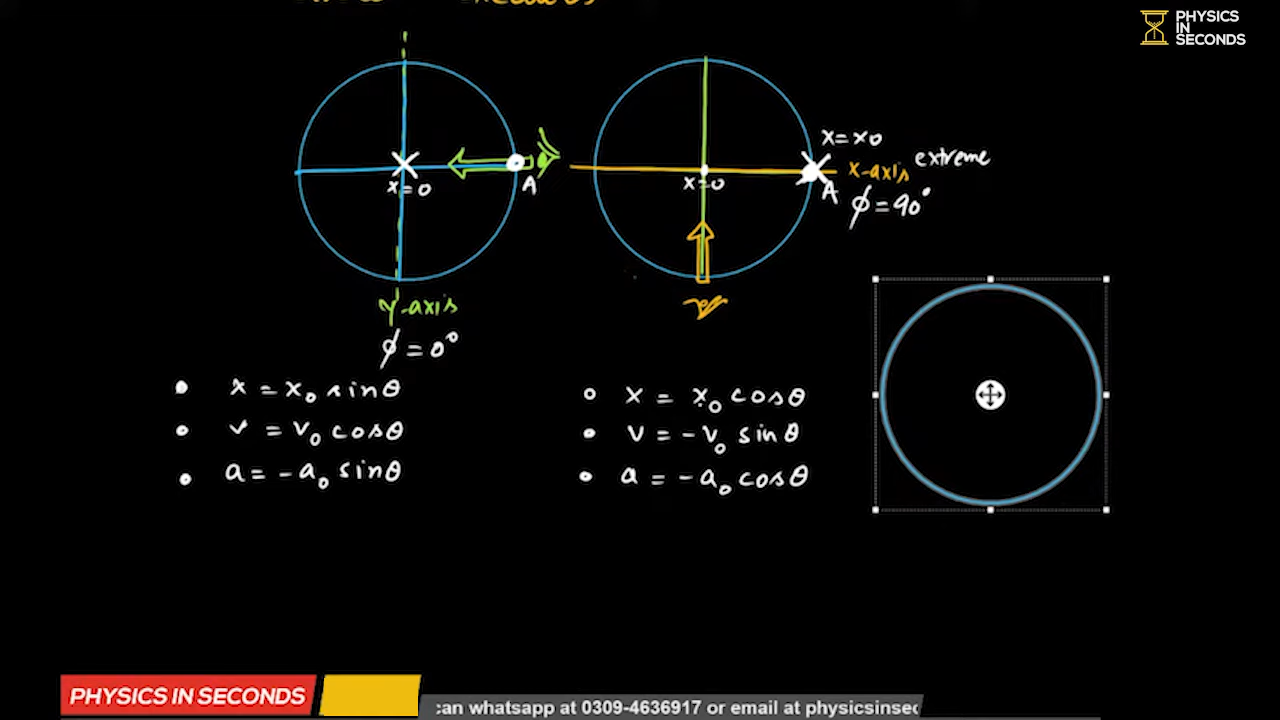 PHYSICS
IN
SECONDS
x=0
A
x=0
x=x0
x-axis extreme
A
φ=90°
Y-axis
φ=0°
x = x₀ sinθ
v = v₀ cosθ
a = -a₀ sinθ
x = x₀ cosθ
v = -v₀ sinθ
a = -a₀ cosθ
PHYSICS IN SECONDS
can whatsapp at 0309-4636917 or email at physicsinsec